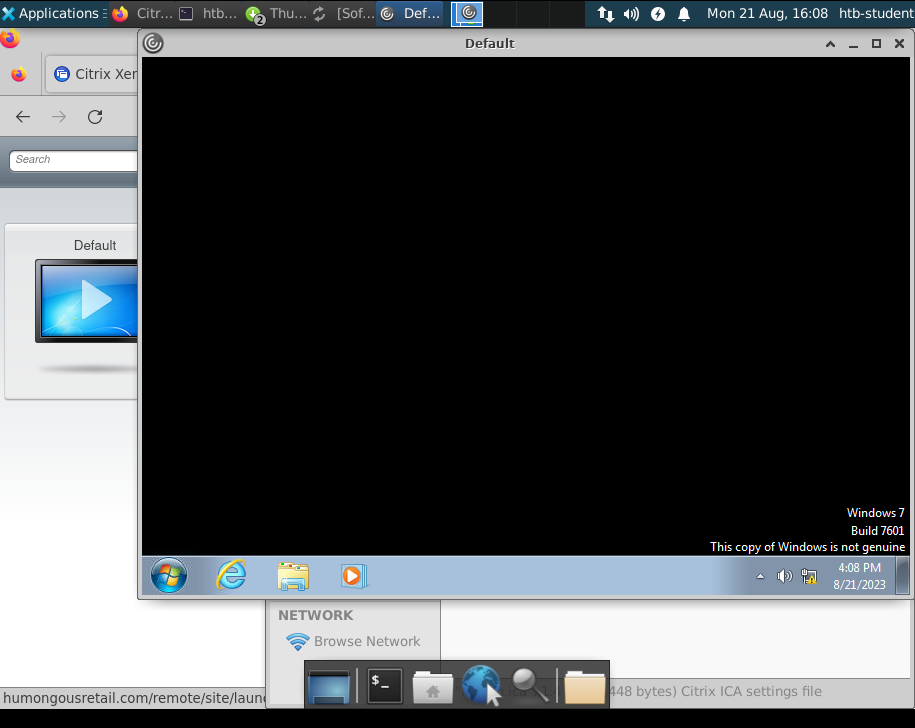 Applications
Citr...
htb...
2
Thu...
[Sof...
Def...
Mon 21 Aug, 16:08
htb-student
Default
Citrix Xen
Search
Default
Windows 7
Build 7601
This copy of Windows is not genuine
4:08 PM
8/21/2023
NETWORK
Browse Network
$_
humongousretail.com/remote/site/laun
448 bytes) Citrix ICA settings file